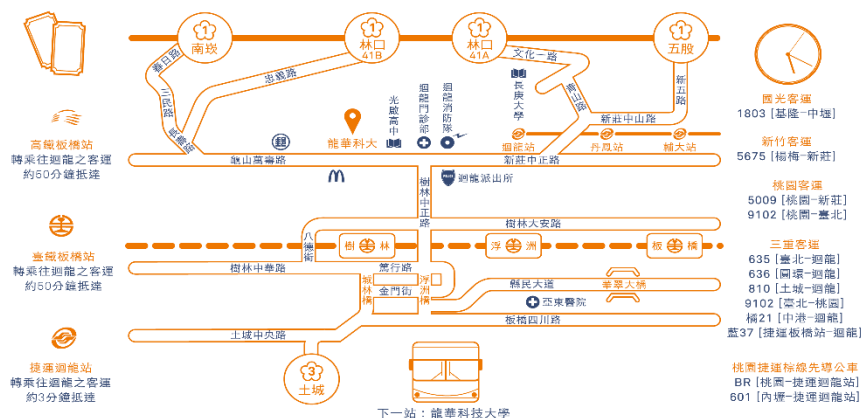 1
南崁
1
林口
41B
1
林口
41A
1
五股
春日路
三民路
忠義路
文化一路
青山路
新五路
長庚大學
新莊中山路
光啟高中
迴龍門診部
迴龍消防隊
龍華科大
迴龍站
丹鳳站
輔大站
龜山萬壽路
新莊中正路
迴龍派出所
樹林中正路
樹林大安路
八德街
樹 林
浮 洲
板 橋
樹林中華路
篤行路
城林橋
浮洲橋
金門街
縣民大道
華翠大橋
亞東醫院
板橋四川路
土城中央路
3
土城
下一站：龍華科技大學
高鐵板橋站
轉乘往迴龍之客運
約50分鐘抵達
臺鐵板橋站
轉乘往迴龍之客運
約50分鐘抵達
捷運迴龍站
轉乘往迴龍之客運
約3分鐘抵達
國光客運
1803 [基隆-中壢]
新竹客運
5675 [楊梅-新莊]
桃園客運
5009 [桃園-新莊]
9102 [桃園-臺北]
三重客運
635 [臺北-迴龍]
636 [圓環-迴龍]
810 [土城-迴龍]
9102 [臺北-桃園]
橘21 [中港-迴龍]
藍37 [捷運板橋站-迴龍]
桃園捷運棕線先導公車
BR [桃園-捷運迴龍站]
601 [內壢-捷運迴龍站]